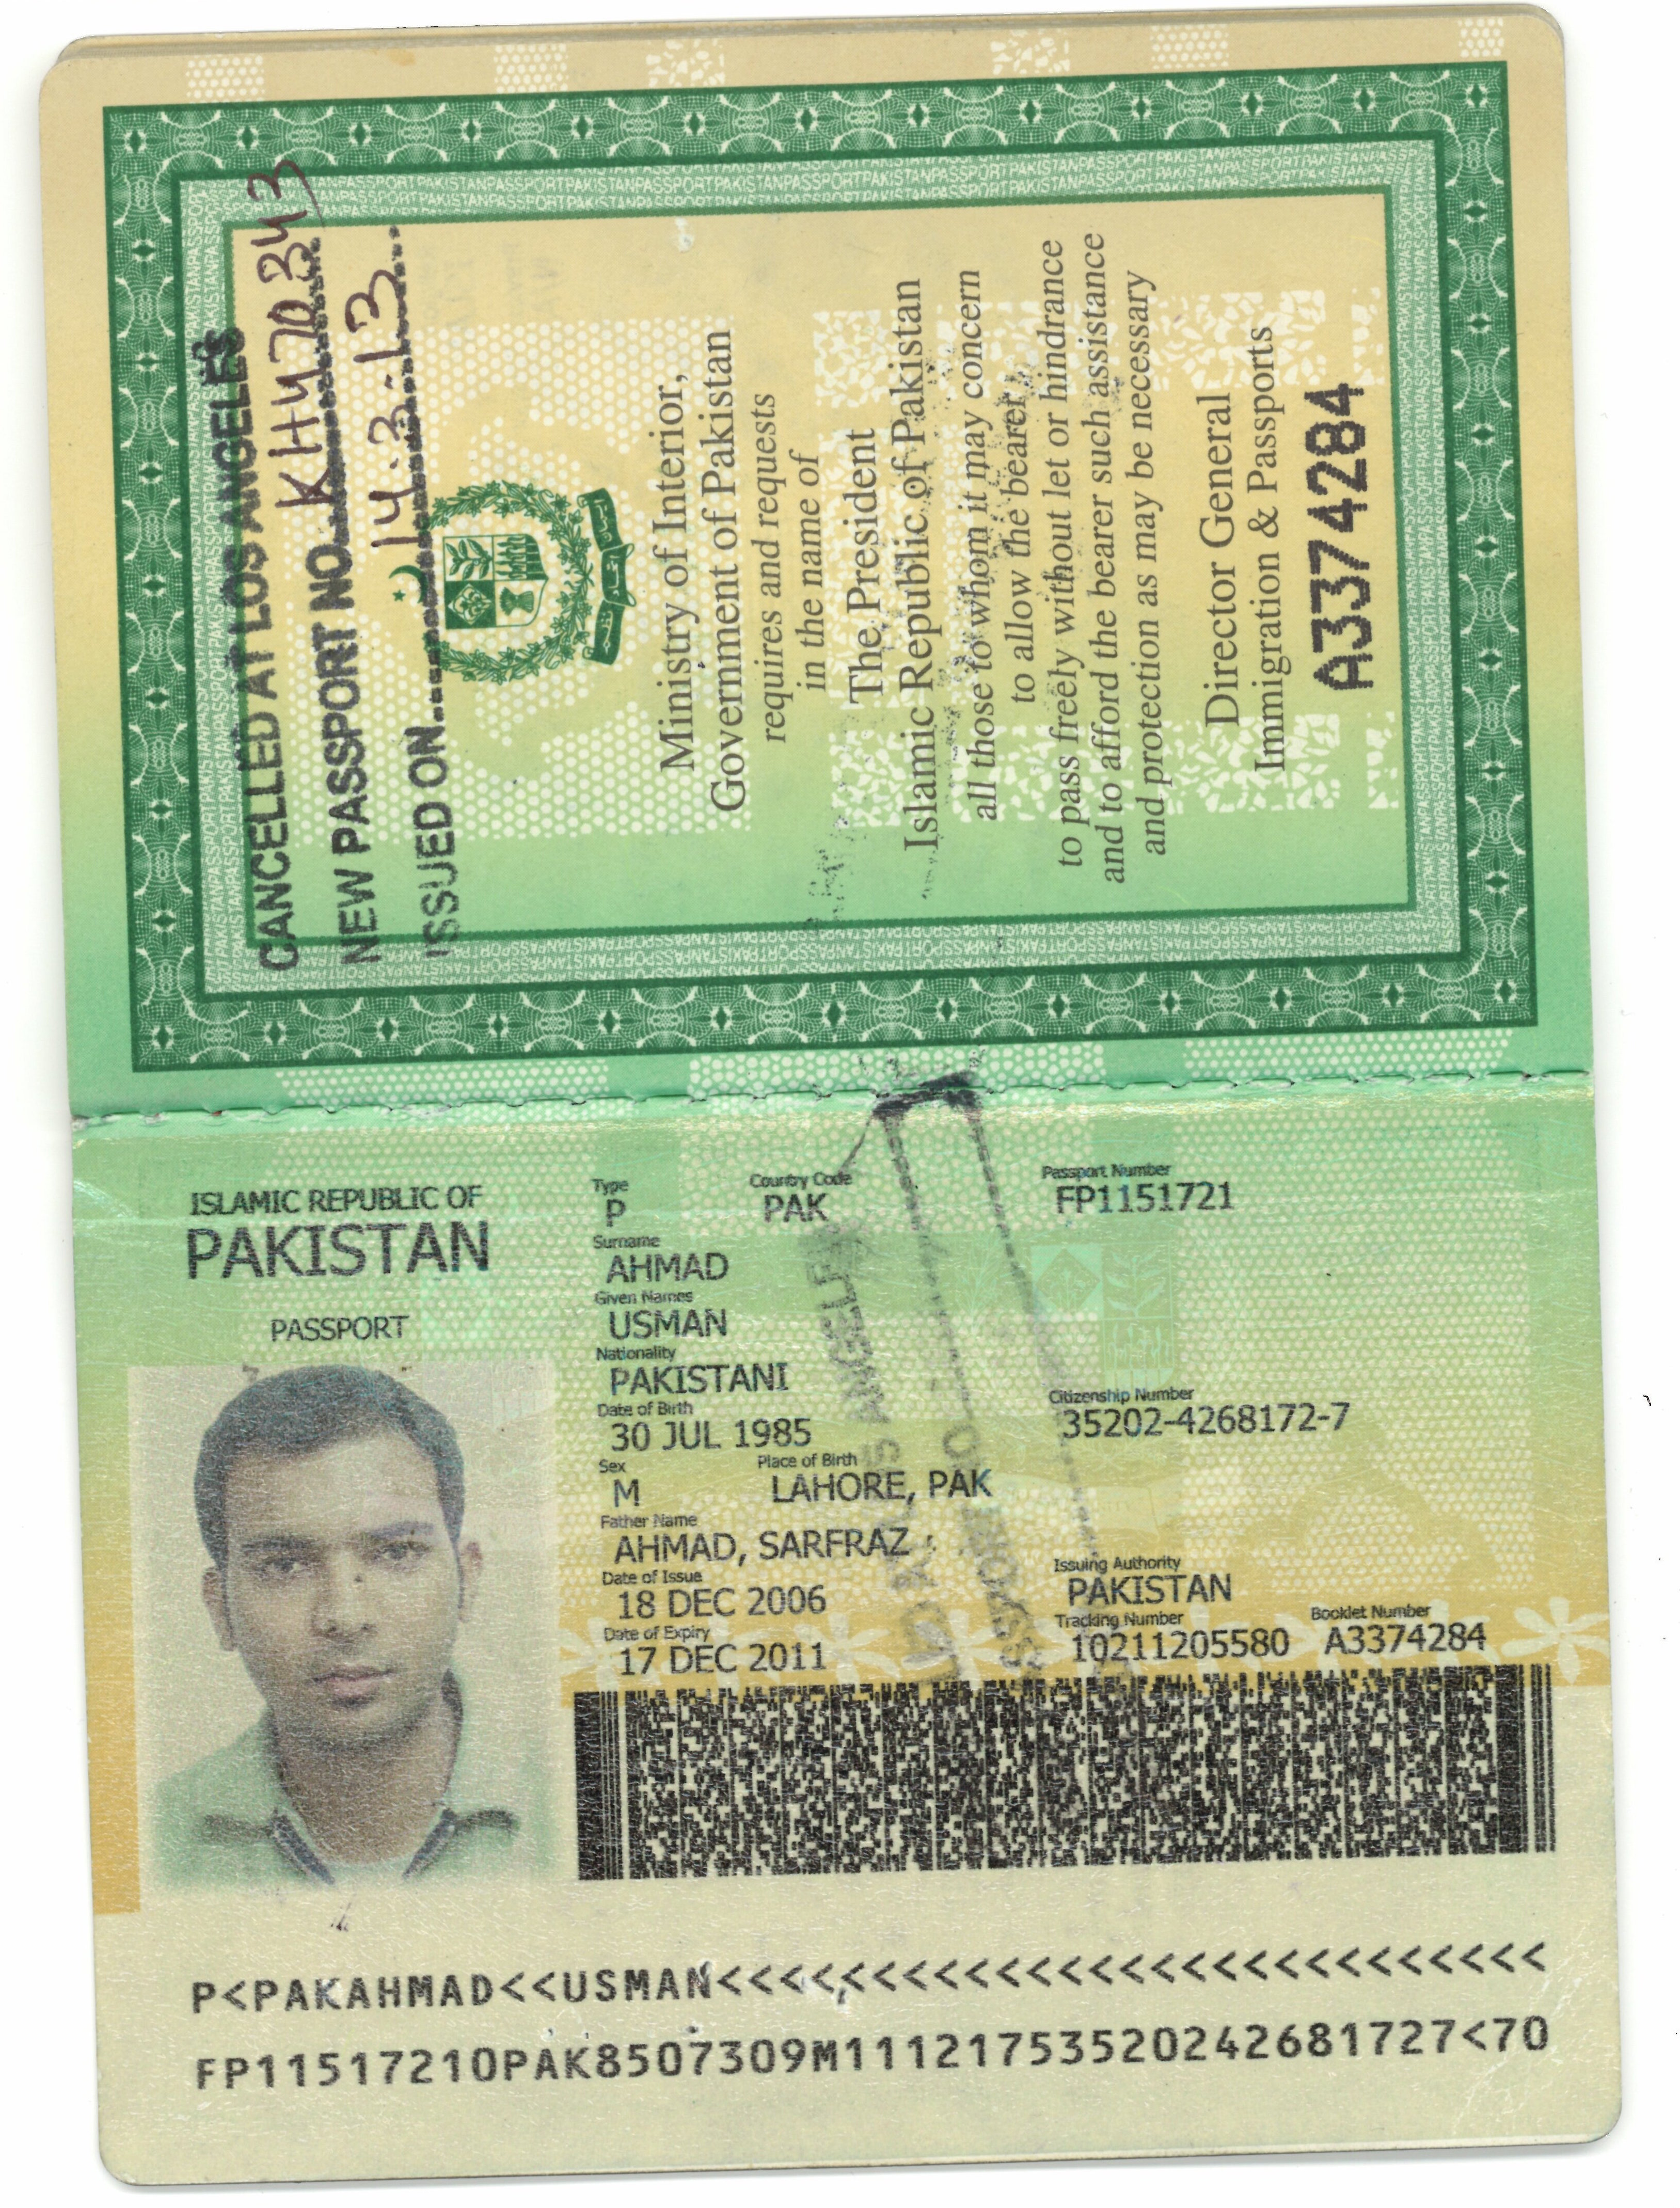 CANCELLED AT LOS ANGELES
NEW PASSPORT NO. KH4720343
ISSUED ON 14.3-13
Ministry of Interior,
Government of Pakistan
requires and requests
in the name of
The President
Islamic Republic of Pakistan
all those to whom it may concern
to allow the bearer
to pass freely without let or hindrance
and to afford the bearer such assistance
and protection as may be necessary
Director General
Immigration & Passports
A3374284
ISLAMIC REPUBLIC OF
PAKISTAN
PASSPORT
Type Country Code Passport Number
P PAK FP1151721
Surname
AHMAD
Given Names
USMAN
Nationality
PAKISTANI
Date of Birth Citizenship Number
30 JUL 1985 35202-4268172-7
Sex Place of Birth
M LAHORE, PAK
Father Name
AHMAD, SARFRAZ
Date of Issue Issuing Authority
18 DEC 2006 PAKISTAN
Date of Expiry Tracking Number Booklet Number
17 DEC 2011 10211205580 A3374284
P<PAKAHMAD<<USMAN<<<<<<<<<<<<<<<<<<<<<<<<<<<
FP11517210PAK8507309M11121753520242681727<70